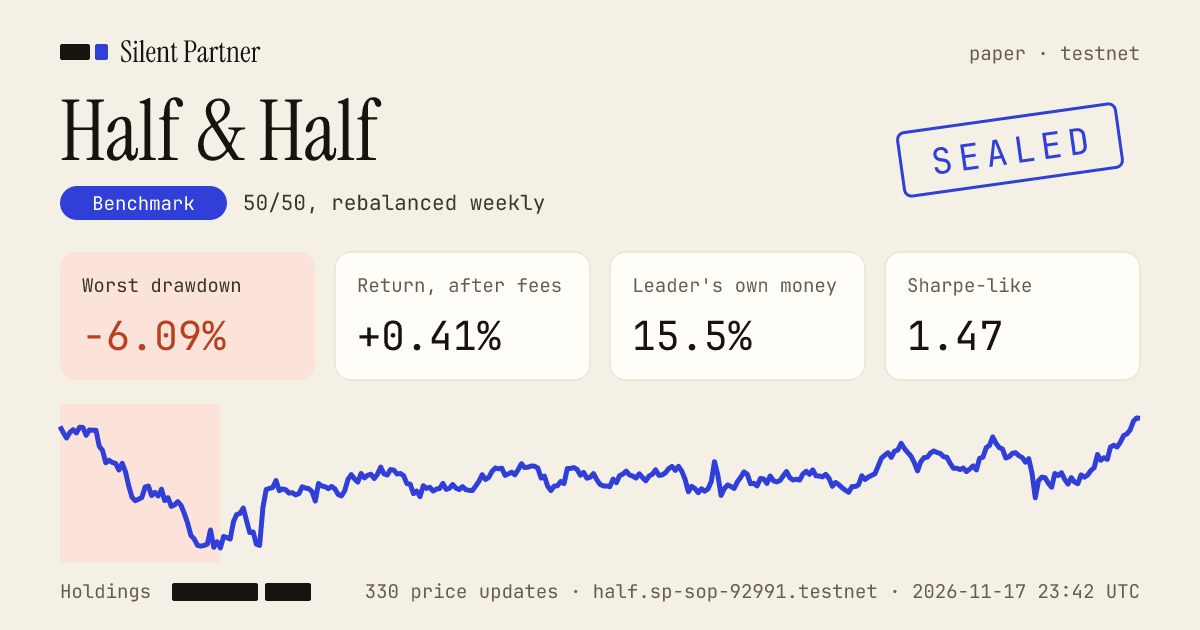 Silent Partner
paper · testnet
Half & Half
SEALED
Benchmark 50/50, rebalanced weekly
Worst drawdown
-6.09%
Return, after fees
+0.41%
Leader's own money
15.5%
Sharpe-like
1.47
Holdings
330 price updates · half.sp-sop-92991.testnet · 2026-11-17 23:42 UTC